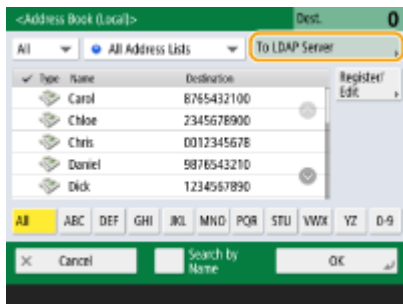 <Address Book (Local)>
Dest. 0
All All Address Lists To LDAP Server
✓ Type Name Destination
Register/
Edit
Carol 8765432100
Chloe 2345678900
Chris 0012345678
Daniel 9876543210
Dick 1234567890
All ABC DEF GHI JKL MNO PQR STU VWX YZ 0-9
× Cancel
Search by
Name
OK